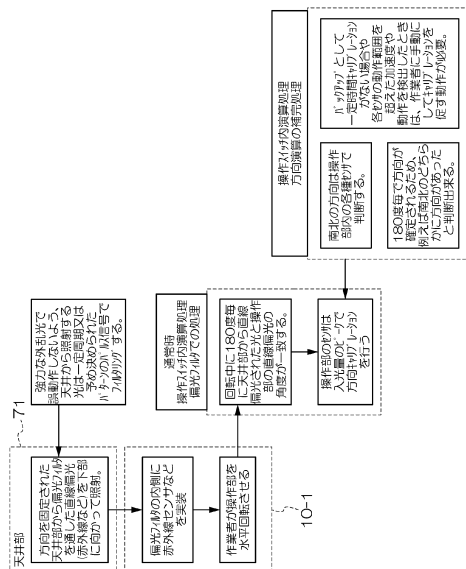 71
天井部
方向を固定された
天井部から偏光フィルタ
を通した直線偏光
(赤外線など)を下部
に向かって照射。
強力な外乱光で
誤動作しないよう、
天井から照射する
光は一定周期又は
予め決められた
パターンのパルス信号で
フィルタリングする。
偏光フィルタの内側に
赤外線センサなど
を実装
作業者が操作部を
水平回転させる
10-1
通常時
操作スイッチ内演算処理
偏光フィルタでの処理
回転中に180度毎
に天井部から直線
偏光された光と操作
部の直線偏光の
角度が一致する。
操作部のセンサは
入光量のピークで
方向キャリブレーション
を行う
操作スイッチ内演算処理
方向演算の補完処理
南北の方向は操作
部内の各種センサで
判断する。
180度毎で方向が
確定されるため、
例えば南北のどちら
かに方向があった
と判断出来る。
バックアップとして
一定時間キャリブレーション
がない場合や
各センサの動作範囲を
超えた加速度や
動作を検出したとき
は、作業者に手動に
してキャリブレーションを
促す動作が必要。